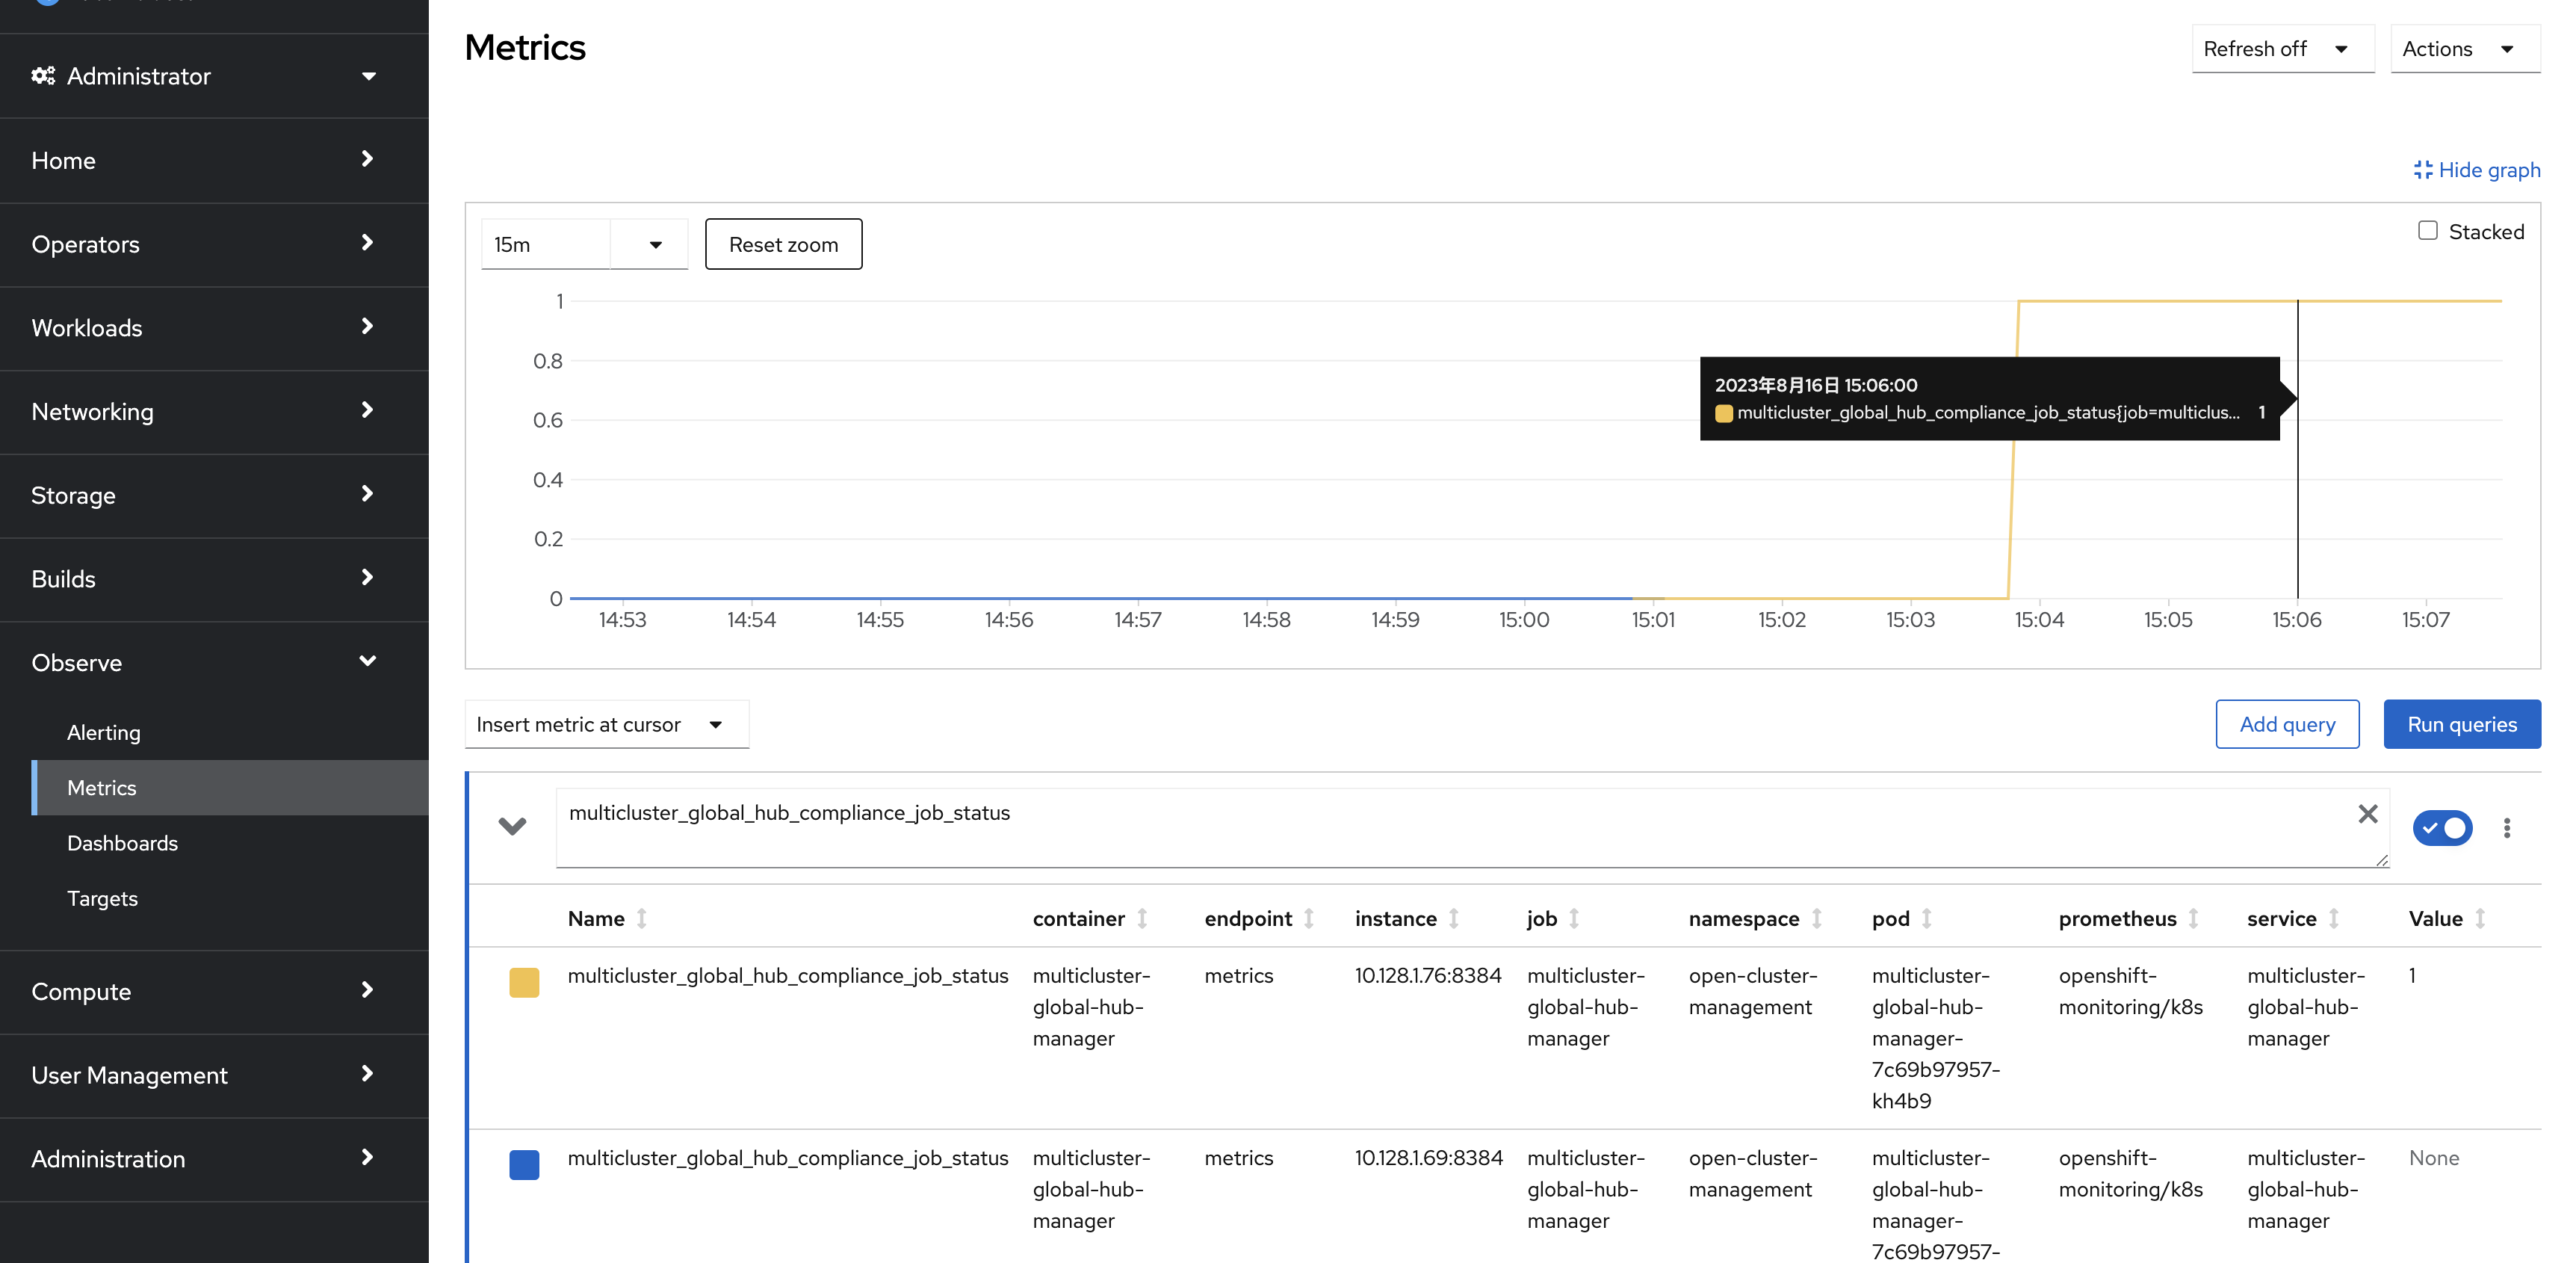 Administrator
Home
Operators
Workloads
Networking
Storage
Builds
Observe
Alerting
Metrics
Dashboards
Targets
Compute
User Management
Administration
Metrics
Refresh off
Actions
Hide graph
15m
Reset zoom
Stacked
1
0.8
0.6
0.4
0.2
0
2023年8月16日 15:06:00
multicluster_global_hub_compliance_job_status{job=multiclus... 1
14:53 14:54 14:55 14:56 14:57 14:58 14:59 15:00 15:01 15:02 15:03 15:04 15:05 15:06 15:07
Insert metric at cursor
Add query
Run queries
multicluster_global_hub_compliance_job_status
Name container endpoint instance job namespace pod prometheus service Value
multicluster_global_hub_compliance_job_status multicluster- metrics 10.128.1.76:8384 multicluster- open-cluster- multicluster- openshift- multicluster- 1
global-hub- global-hub- management global-hub- monitoring/k8s global-hub-
manager manager manager- manager
7c69b97957-
kh4b9
multicluster_global_hub_compliance_job_status multicluster- metrics 10.128.1.69:8384 multicluster- open-cluster- multicluster- openshift- multicluster- None
global-hub- global-hub- management global-hub- monitoring/k8s global-hub-
manager manager manager- manager
7c69b97957-